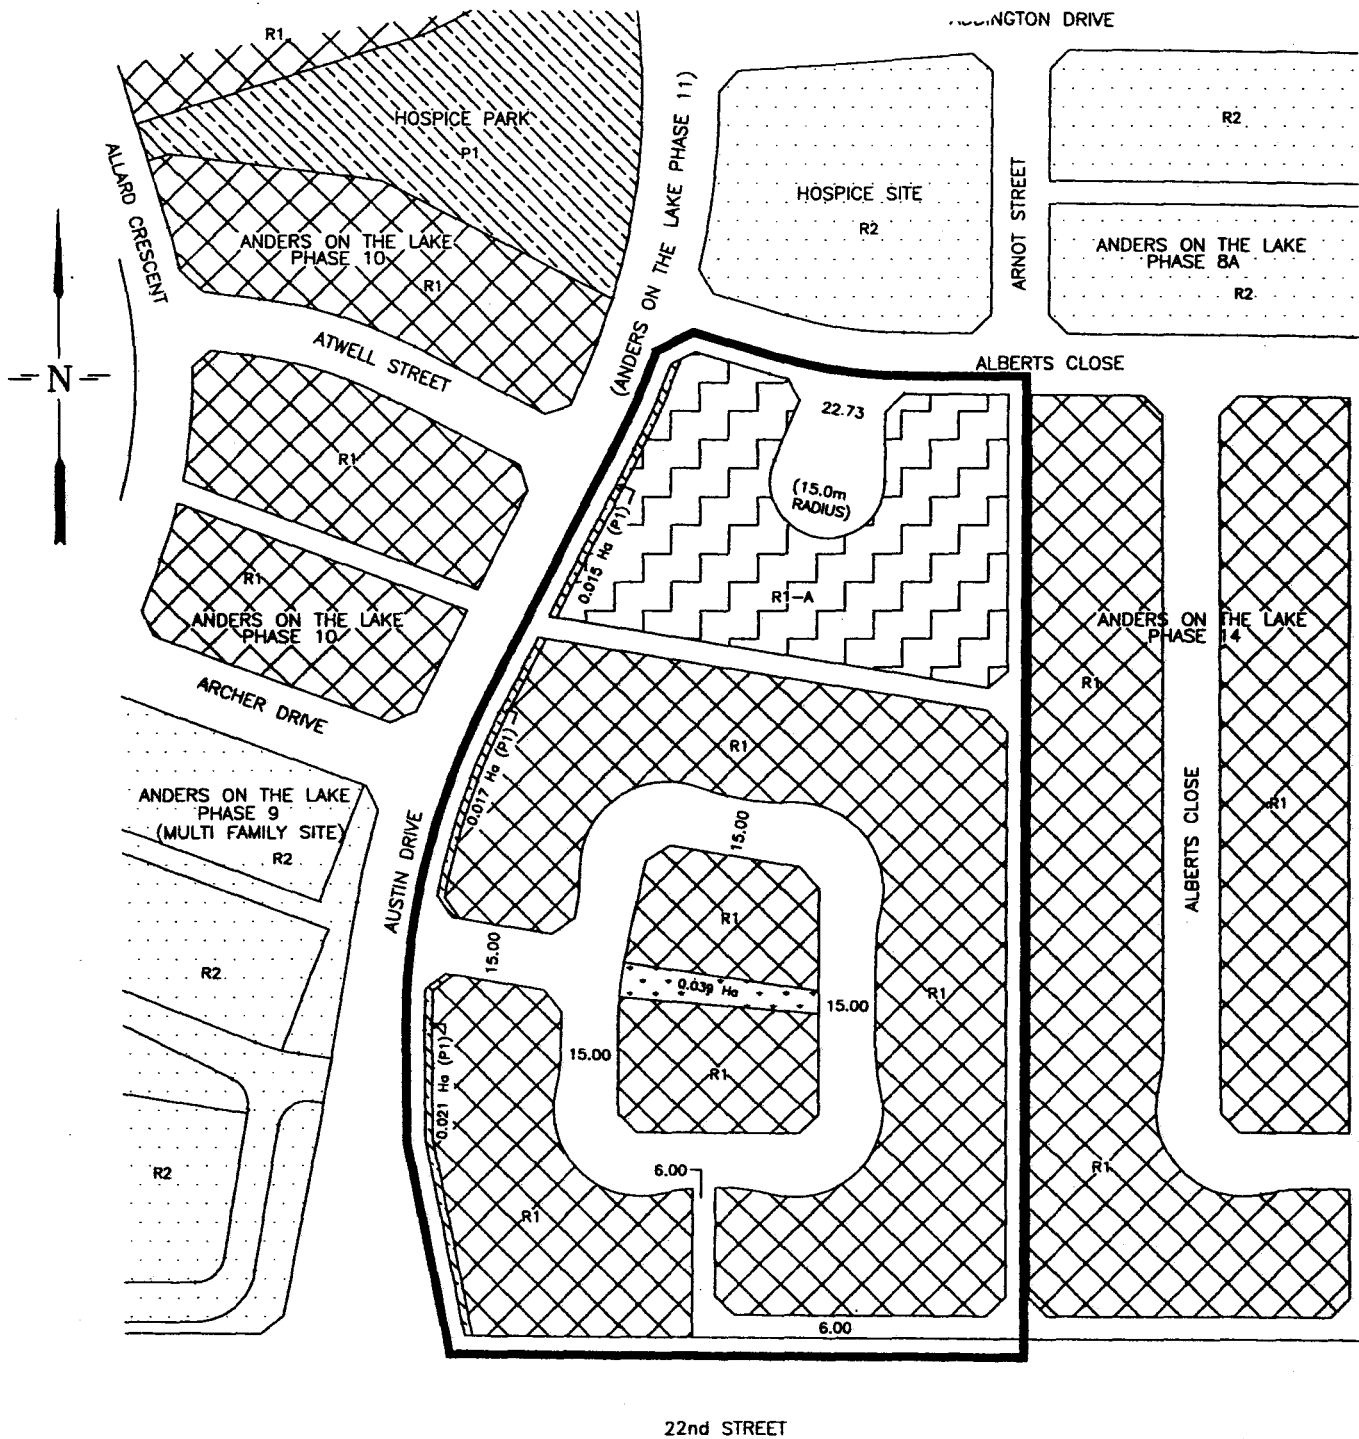 DRIVE
R1
HOSPICE PARK
P1
R2
HOSPICE SITE
R2
ARNOT STREET
ALLARD CRESCENT
(ANDERS ON THE LAKE PHASE 11)
ANDERS ON THE LAKE
PHASE 10
R1
ANDERS ON THE LAKE
PHASE 8A
R2
ATWELL STREET
ALBERTS CLOSE
N
22.73
R1
(15.0m
RADIUS)
0.015 Ha (P1)
R1
R1-A
ANDERS ON THE LAKE
PHASE 10
ANDERS ON THE LAKE
PHASE 14
R1
ARCHER DRIVE
0.017 Ha (P1)
R1
ANDERS ON THE LAKE
PHASE 9
(MULTI FAMILY SITE)
R2
R1
AUSTIN DRIVE
15.00
ALBERTS CLOSE
R1
15.00
R2
0.039 Ha
R1
15.00
15.00
0.021 Ha (P1)
R1
R2
6.00
R1
R1
6.00
22nd STREET